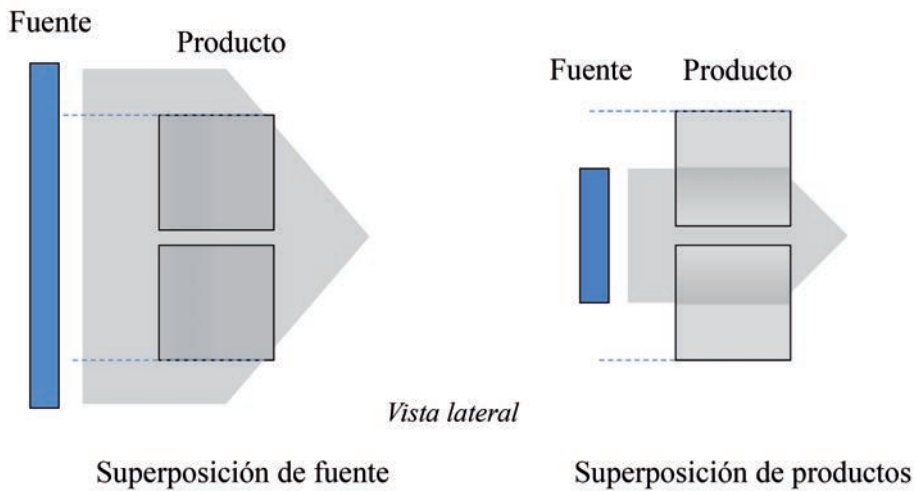 Fuente
Producto
Fuente
Producto
Vista lateral
Superposición de fuente
Superposición de productos